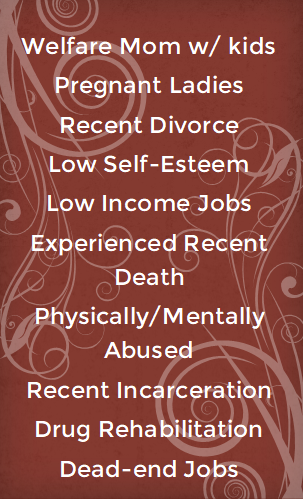 Welfare Mom w/ kids
Pregnant Ladies
Recent Divorce
Low Self-Esteem
Low Income Jobs
Experienced Recent
Death
Physically/Mentally
Abused
Recent Incarceration
Drug Rehabilitation
Dead-end Jobs